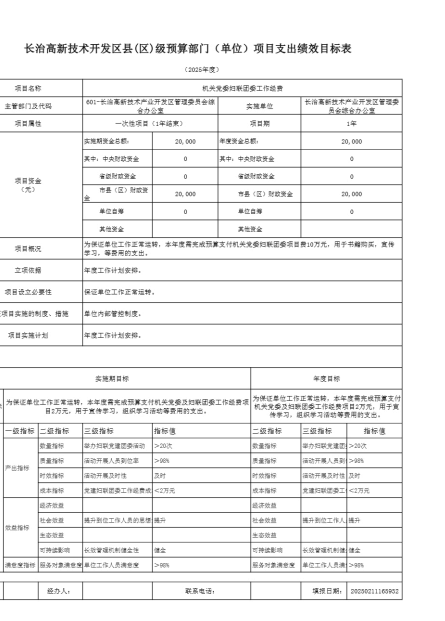 长治高新技术开发区县(区)级预算部门（单位）项目支出绩效目标表
（2025年度）
项目名称 机关党委妇联团委工作经费
主管部门及代码 601-长治高新技术产业开发区管理委员会综合办公室 实施单位 长治高新技术产业开发区管理委员会综合办公室
项目属性 一次性项目（1年结束） 项目期 1年
项目资金（元） 实施期资金总额: 20,000 年度资金总额: 20,000
其中：中央财政资金 0 其中：中央财政资金 0
省级财政资金 0 省级财政资金 0
市县（区）财政资金 20,000 市县（区）财政资金 20,000
单位自筹 0 单位自筹 0
其他资金 其他资金
项目概况 为保证单位工作正常运转，本年度需完成预算支付机关党委妇联团委项目费10万元，用于书籍购买，宣传学习，等费用的支出。
立项依据 年度工作计划安排。
项目设立必要性 保证单位工作正常运转。
项目实施的制度、措施 单位内部管控制度。
项目实施计划 年度工作计划安排。
实施期目标 年度目标
为保证单位工作正常运转，本年度需完成预算支付机关党委及妇联团委工作经费项目2万元，用于宣传学习，组织学习活动等费用的支出。
为保证单位工作正常运转，本年度需完成预算支付机关党委及妇联团委工作经费项目2万元，用于宣传学习，组织学习活动等费用的支出。
一级指标 二级指标 三级指标 指标值 二级指标 三级指标 指标值
产出指标 数量指标 举办妇联党建团委活动 >20次 数量指标 举办妇联党建团 >20次
质量指标 活动开展人员到位率 >98% 质量指标 活动开展人员到 >98%
时效指标 活动开展及时性 及时 时效指标 活动开展及时性 及时
成本指标 党建妇联团委工作经费成 <2万元 成本指标 党建妇联团委工 <2万元
效益指标 经济效益 经济效益
社会效益 提升到位工作人员的思想 提升 社会效益 提升到位工作人 提升
生态效益 生态效益
可持续影响 长效管理机制健全性 健全 可持续影响 长效管理机制健 健全
满意度指标 服务对象满意度 单位工作人员满意度 >98% 服务对象满意度 单位工作人员满 >98%
经办人： 联系电话： 填报日期： 20250211165952